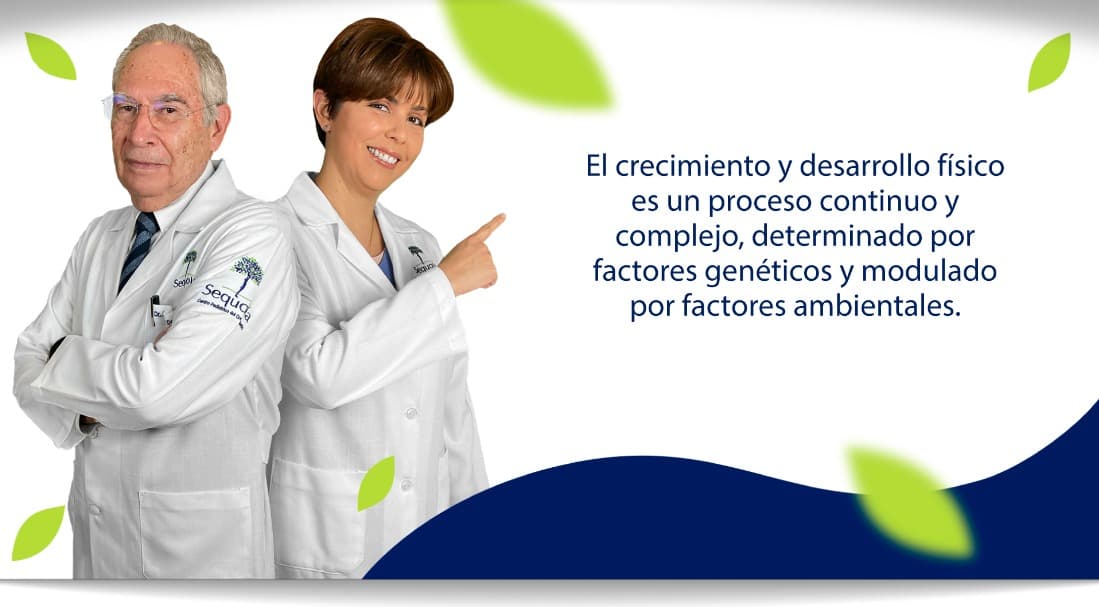 El crecimiento y desarrollo físico
es un proceso continuo y
complejo, determinado por
factores genéticos y modulado
por factores ambientales.
Sequoia